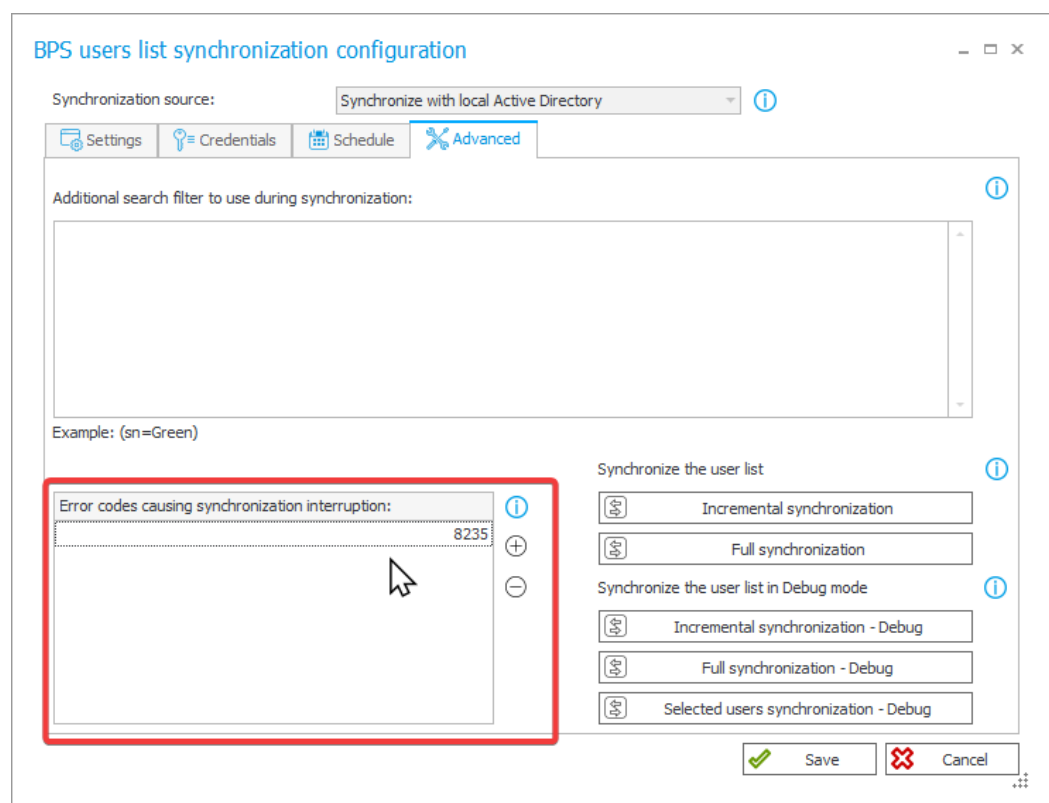 BPS users list synchronization configuration
Synchronization source:
Synchronize with local Active Directory
Settings
Credentials
Schedule
Advanced
Additional search filter to use during synchronization:
Example: (sn=Green)
Error codes causing synchronization interruption:
8235
Synchronize the user list
Incremental synchronization
Full synchronization
Synchronize the user list in Debug mode
Incremental synchronization - Debug
Full synchronization - Debug
Selected users synchronization - Debug
Save
Cancel